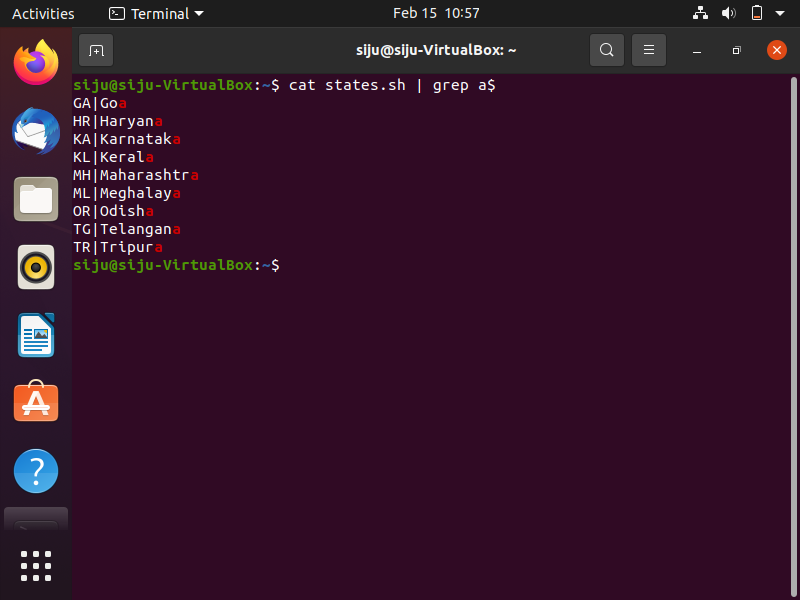 Activities Terminal Feb 15 10:57
siju@siju-VirtualBox: ~
siju@siju-VirtualBox:~$ cat states.sh | grep a$
GA|Goa
HR|Haryana
KA|Karnataka
KL|Kerala
MH|Maharashtra
ML|Meghalaya
OR|Odisha
TG|Telangana
TR|Tripura
siju@siju-VirtualBox:~$